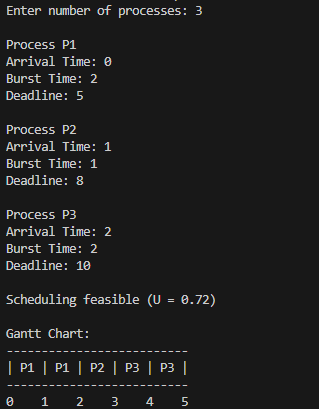 Enter number of processes: 3
Process P1
Arrival Time: 0
Burst Time: 2
Deadline: 5
Process P2
Arrival Time: 1
Burst Time: 1
Deadline: 8
Process P3
Arrival Time: 2
Burst Time: 2
Deadline: 10
Scheduling feasible (U = 0.72)
Gantt Chart:
--------------------------
| P1 | P1 | P2 | P3 | P3 |
--------------------------
0    1    2    3    4    5